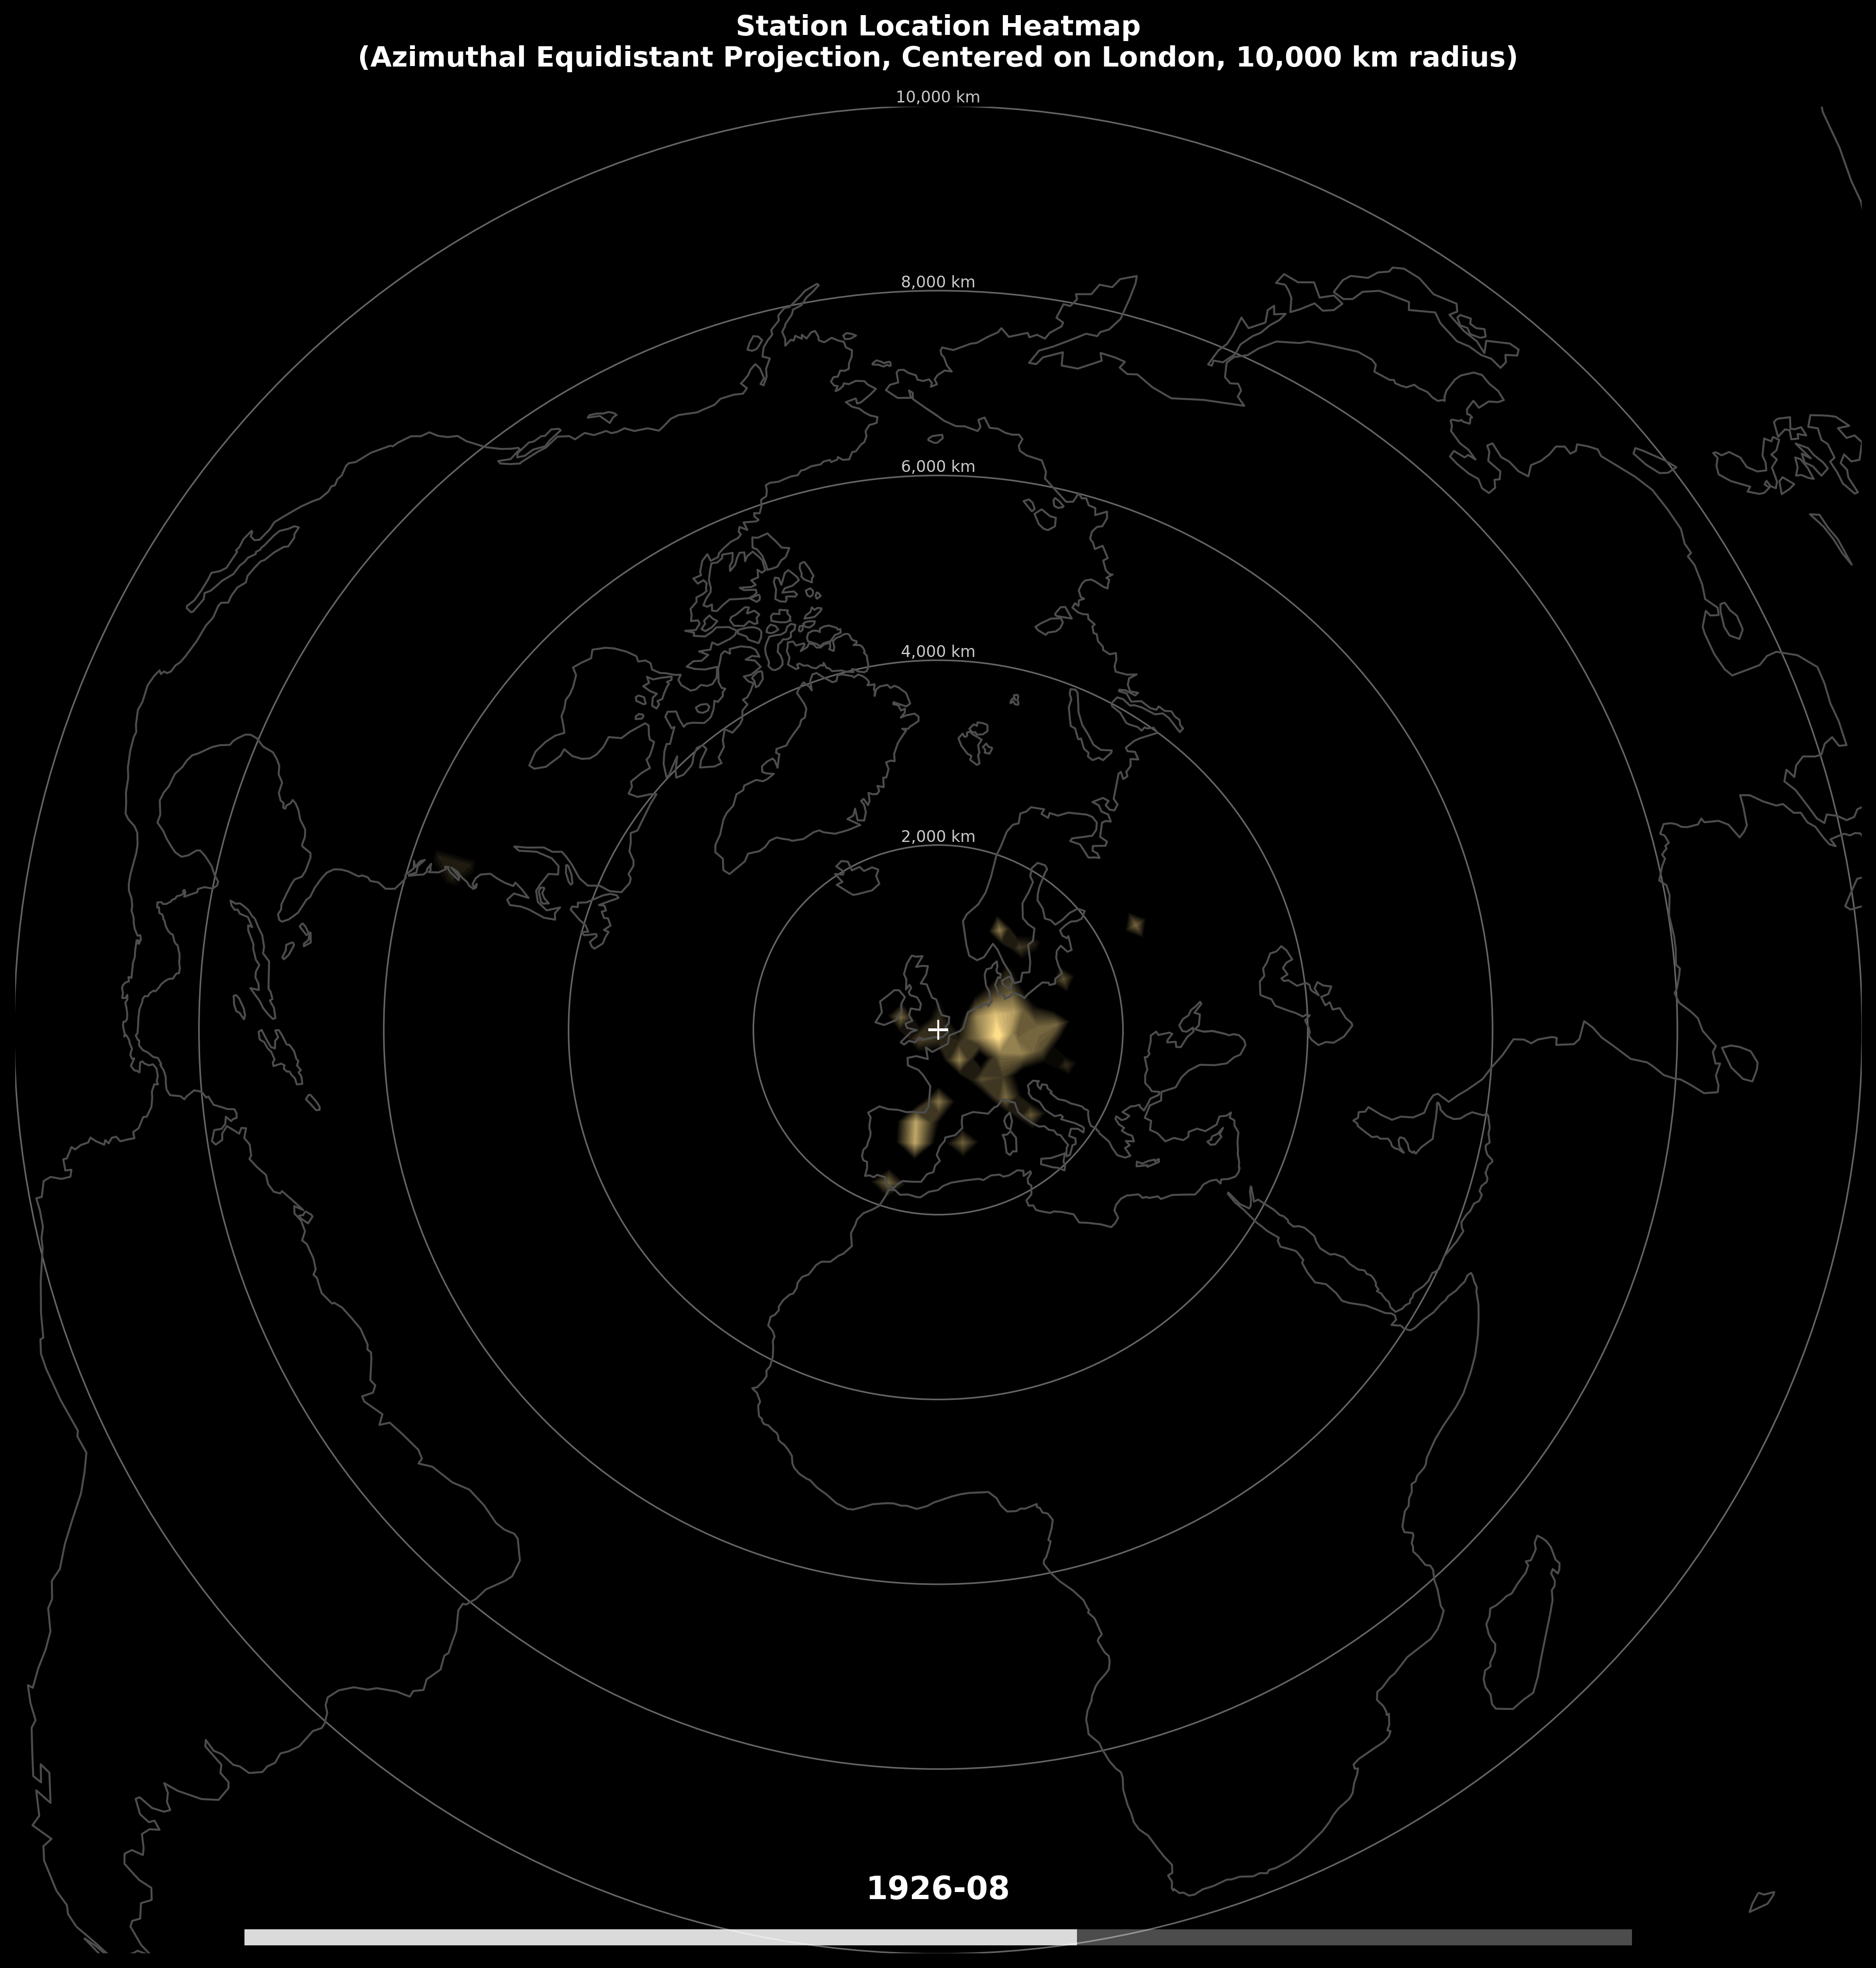 Station Location Heatmap
(Azimuthal Equidistant Projection, Centered on London, 10,000 km radius)
10,000 km
8,000 km
6,000 km
4,000 km
2,000 km
1926-08